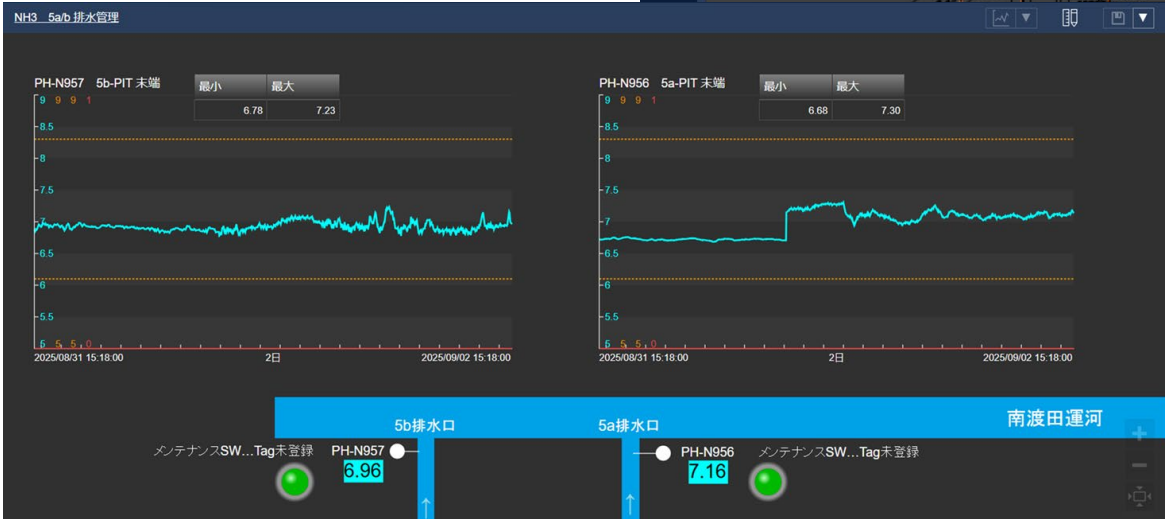 NH3 5a/b 排水管理
PH-N957 5b-PIT 末端
最小 最大
6.78 7.23
9 9 9 1
8.5
8
7.5
7
6.5
6
5.5
5 5 5 0
2025/08/31 15:18:00 2日 2025/09/02 15:18:00
PH-N956 5a-PIT 末端
最小 最大
6.68 7.30
9 9 9 1
8.5
8
7.5
7
6.5
6
5.5
5 5 5 0
2025/08/31 15:18:00 2日 2025/09/02 15:18:00
南渡田運河
5b排水口
5a排水口
メンテナンスSW…Tag未登録
PH-N957
6.96
PH-N956
7.16
メンテナンスSW…Tag未登録